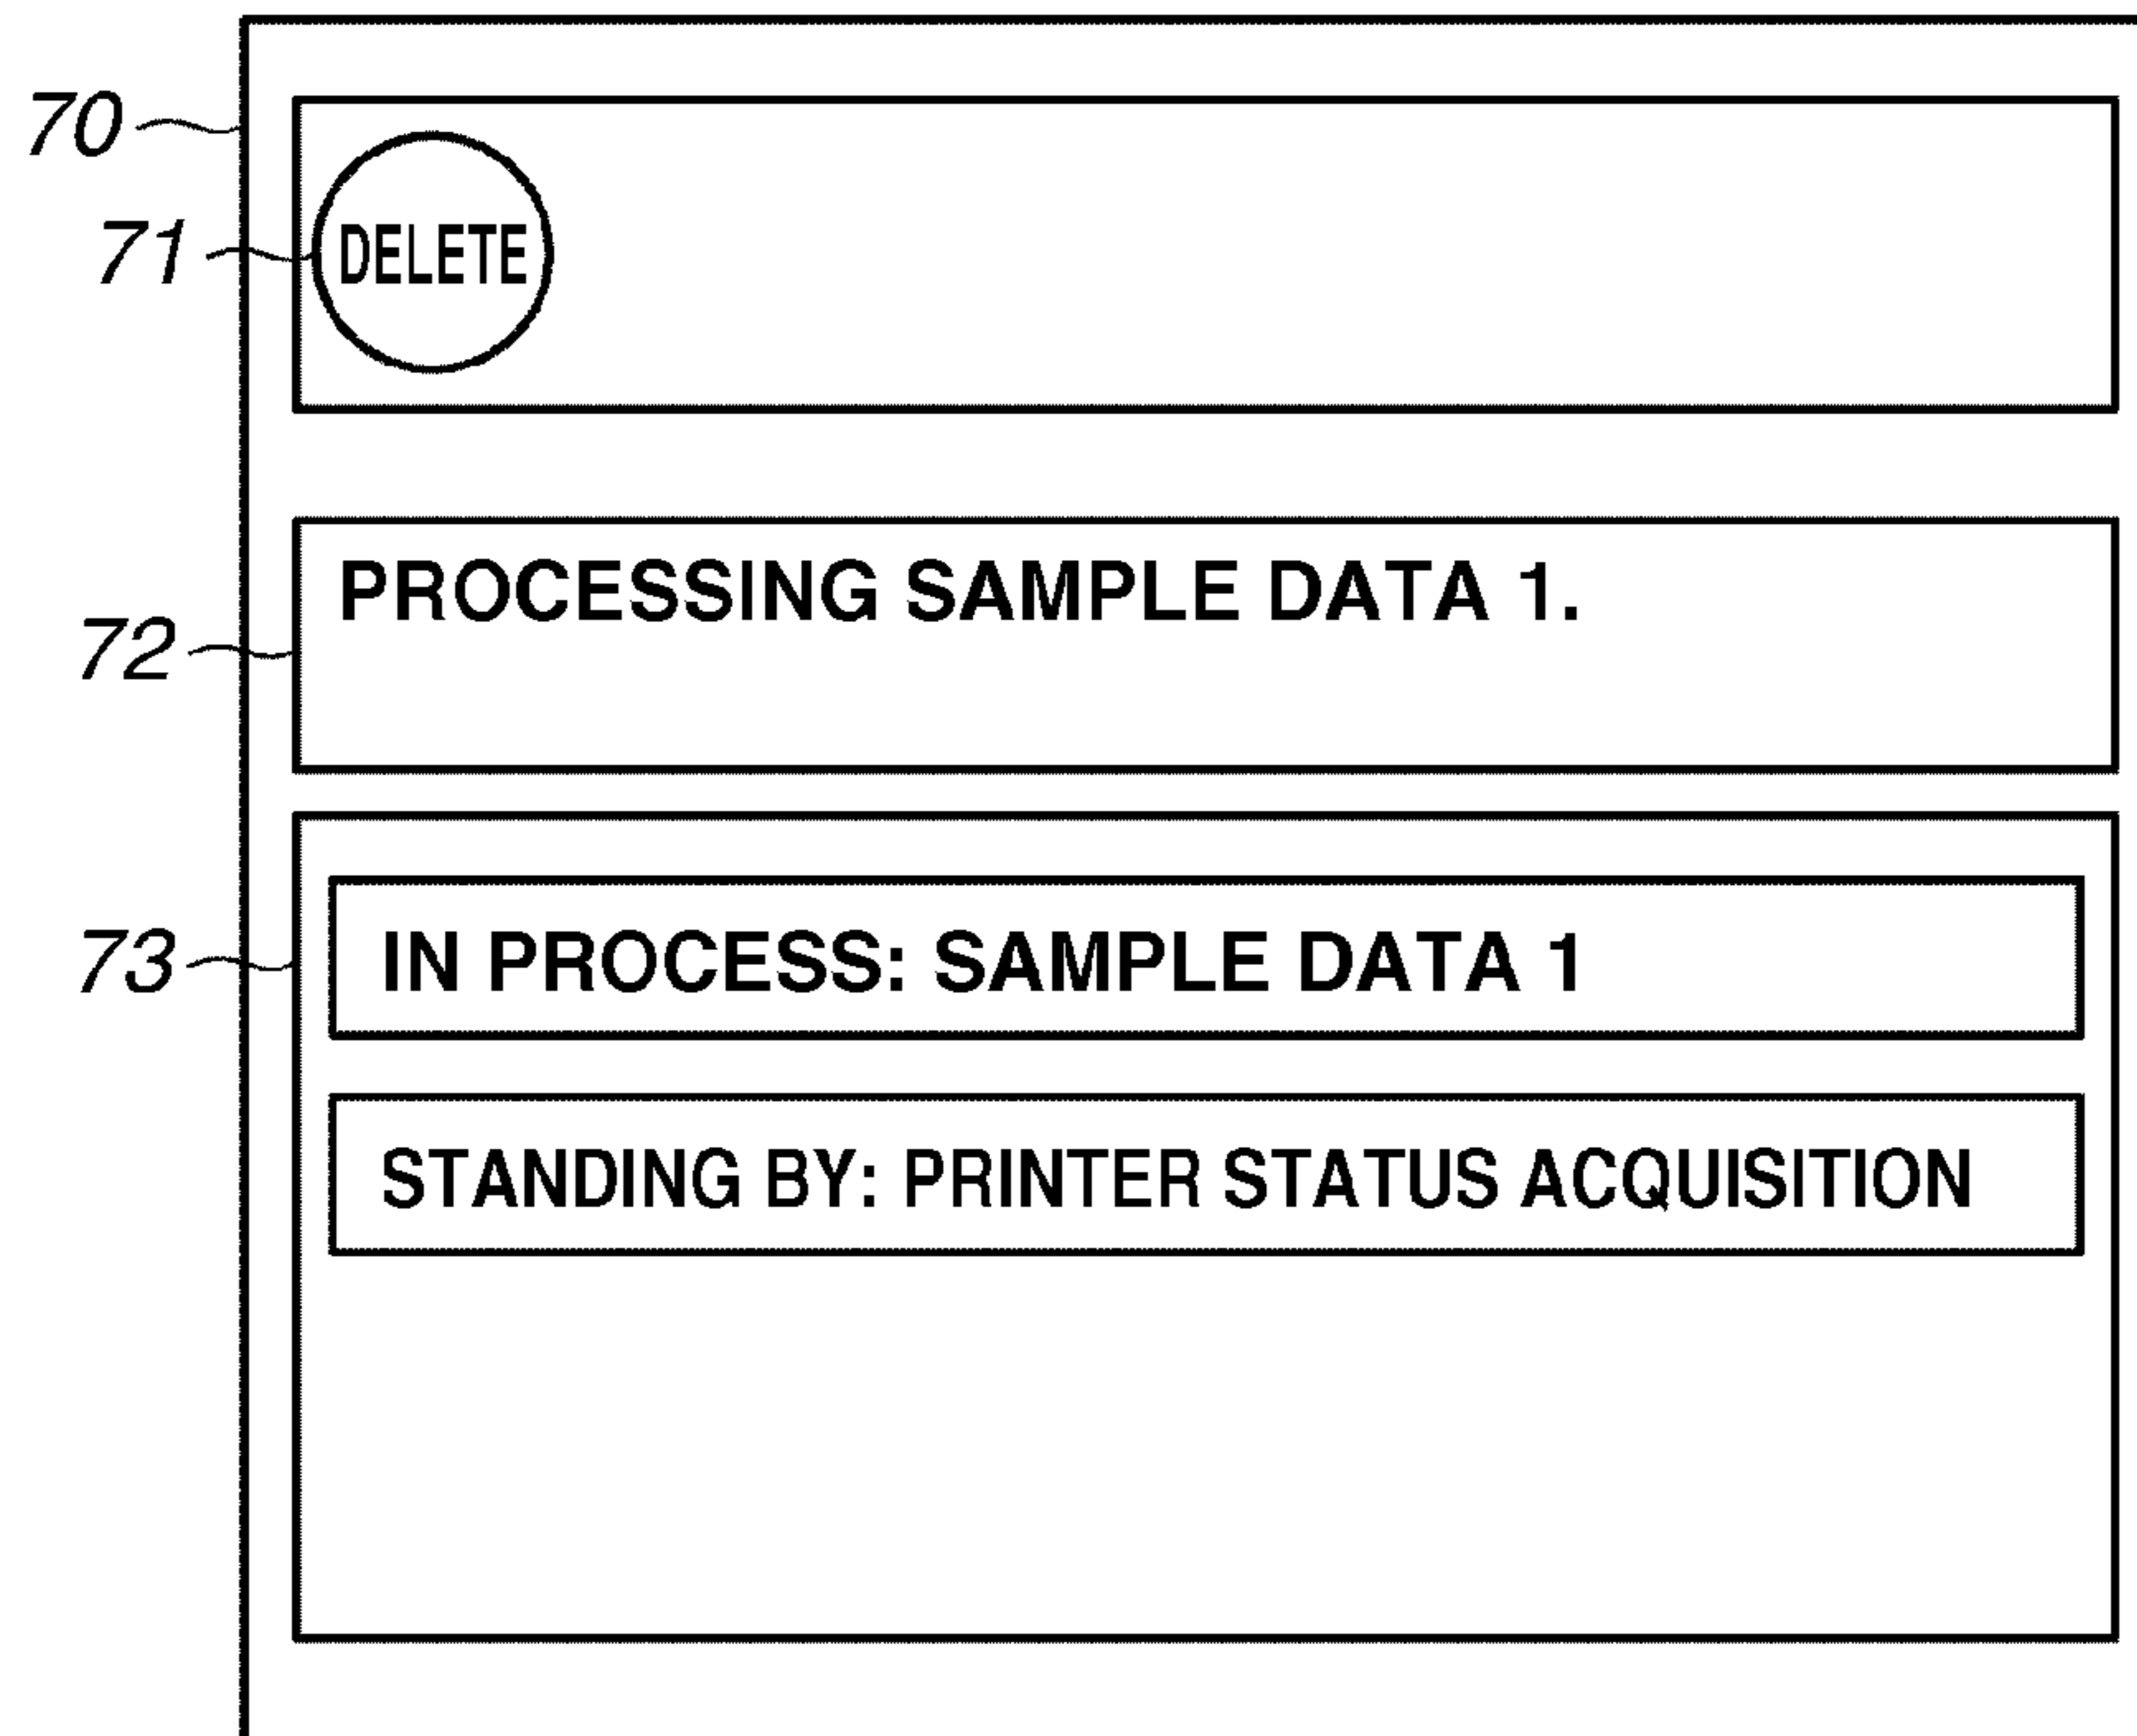 70
71
DELETE
PROCESSING SAMPLE DATA 1.
72
73
IN PROCESS: SAMPLE DATA 1
STANDING BY: PRINTER STATUS ACQUISITION